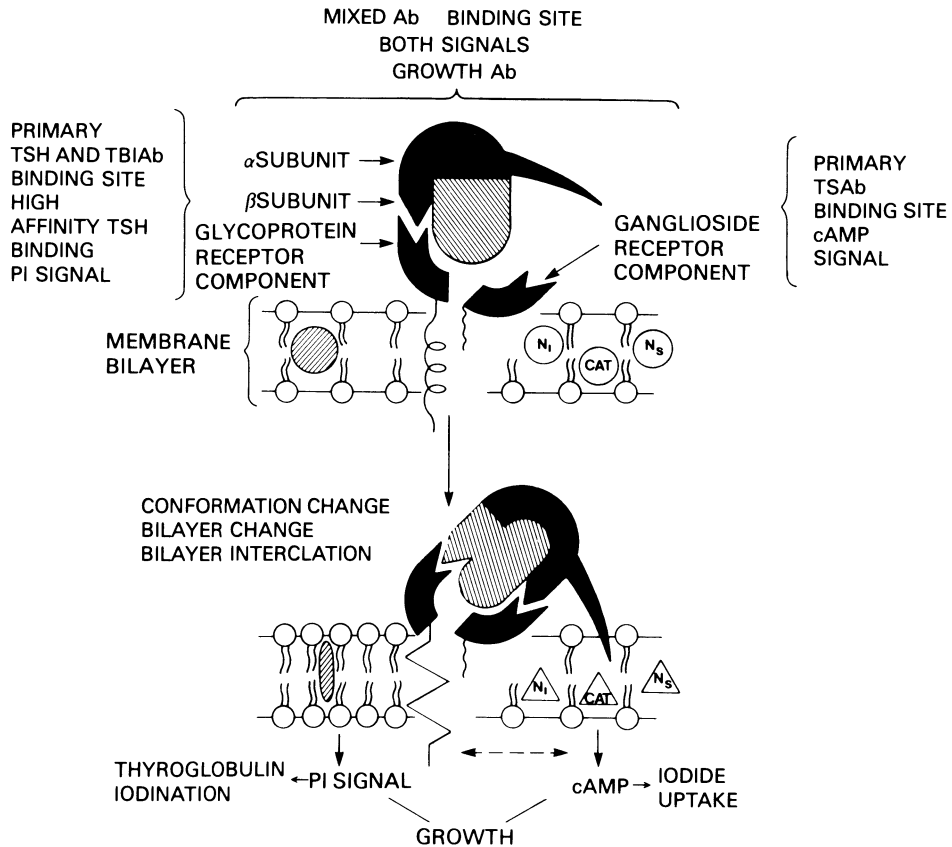 MIXED Ab BINDING SITE
BOTH SIGNALS
GROWTH Ab
PRIMARY
TSH AND TBIAb
BINDING SITE
HIGH
AFFINITY TSH
BINDING
PI SIGNAL
αSUBUNIT
βSUBUNIT
GLYCOPROTEIN
RECEPTOR
COMPONENT
GANGLIOSIDE
RECEPTOR
COMPONENT
PRIMARY
TSAb
BINDING SITE
cAMP
SIGNAL
MEMBRANE
BILAYER
NI
CAT
NS
CONFORMATION CHANGE
BILAYER CHANGE
BILAYER INTERCLATION
NI
CAT
NS
THYROGLOBULIN
IODINATION
PI SIGNAL
cAMP
IODIDE
UPTAKE
GROWTH